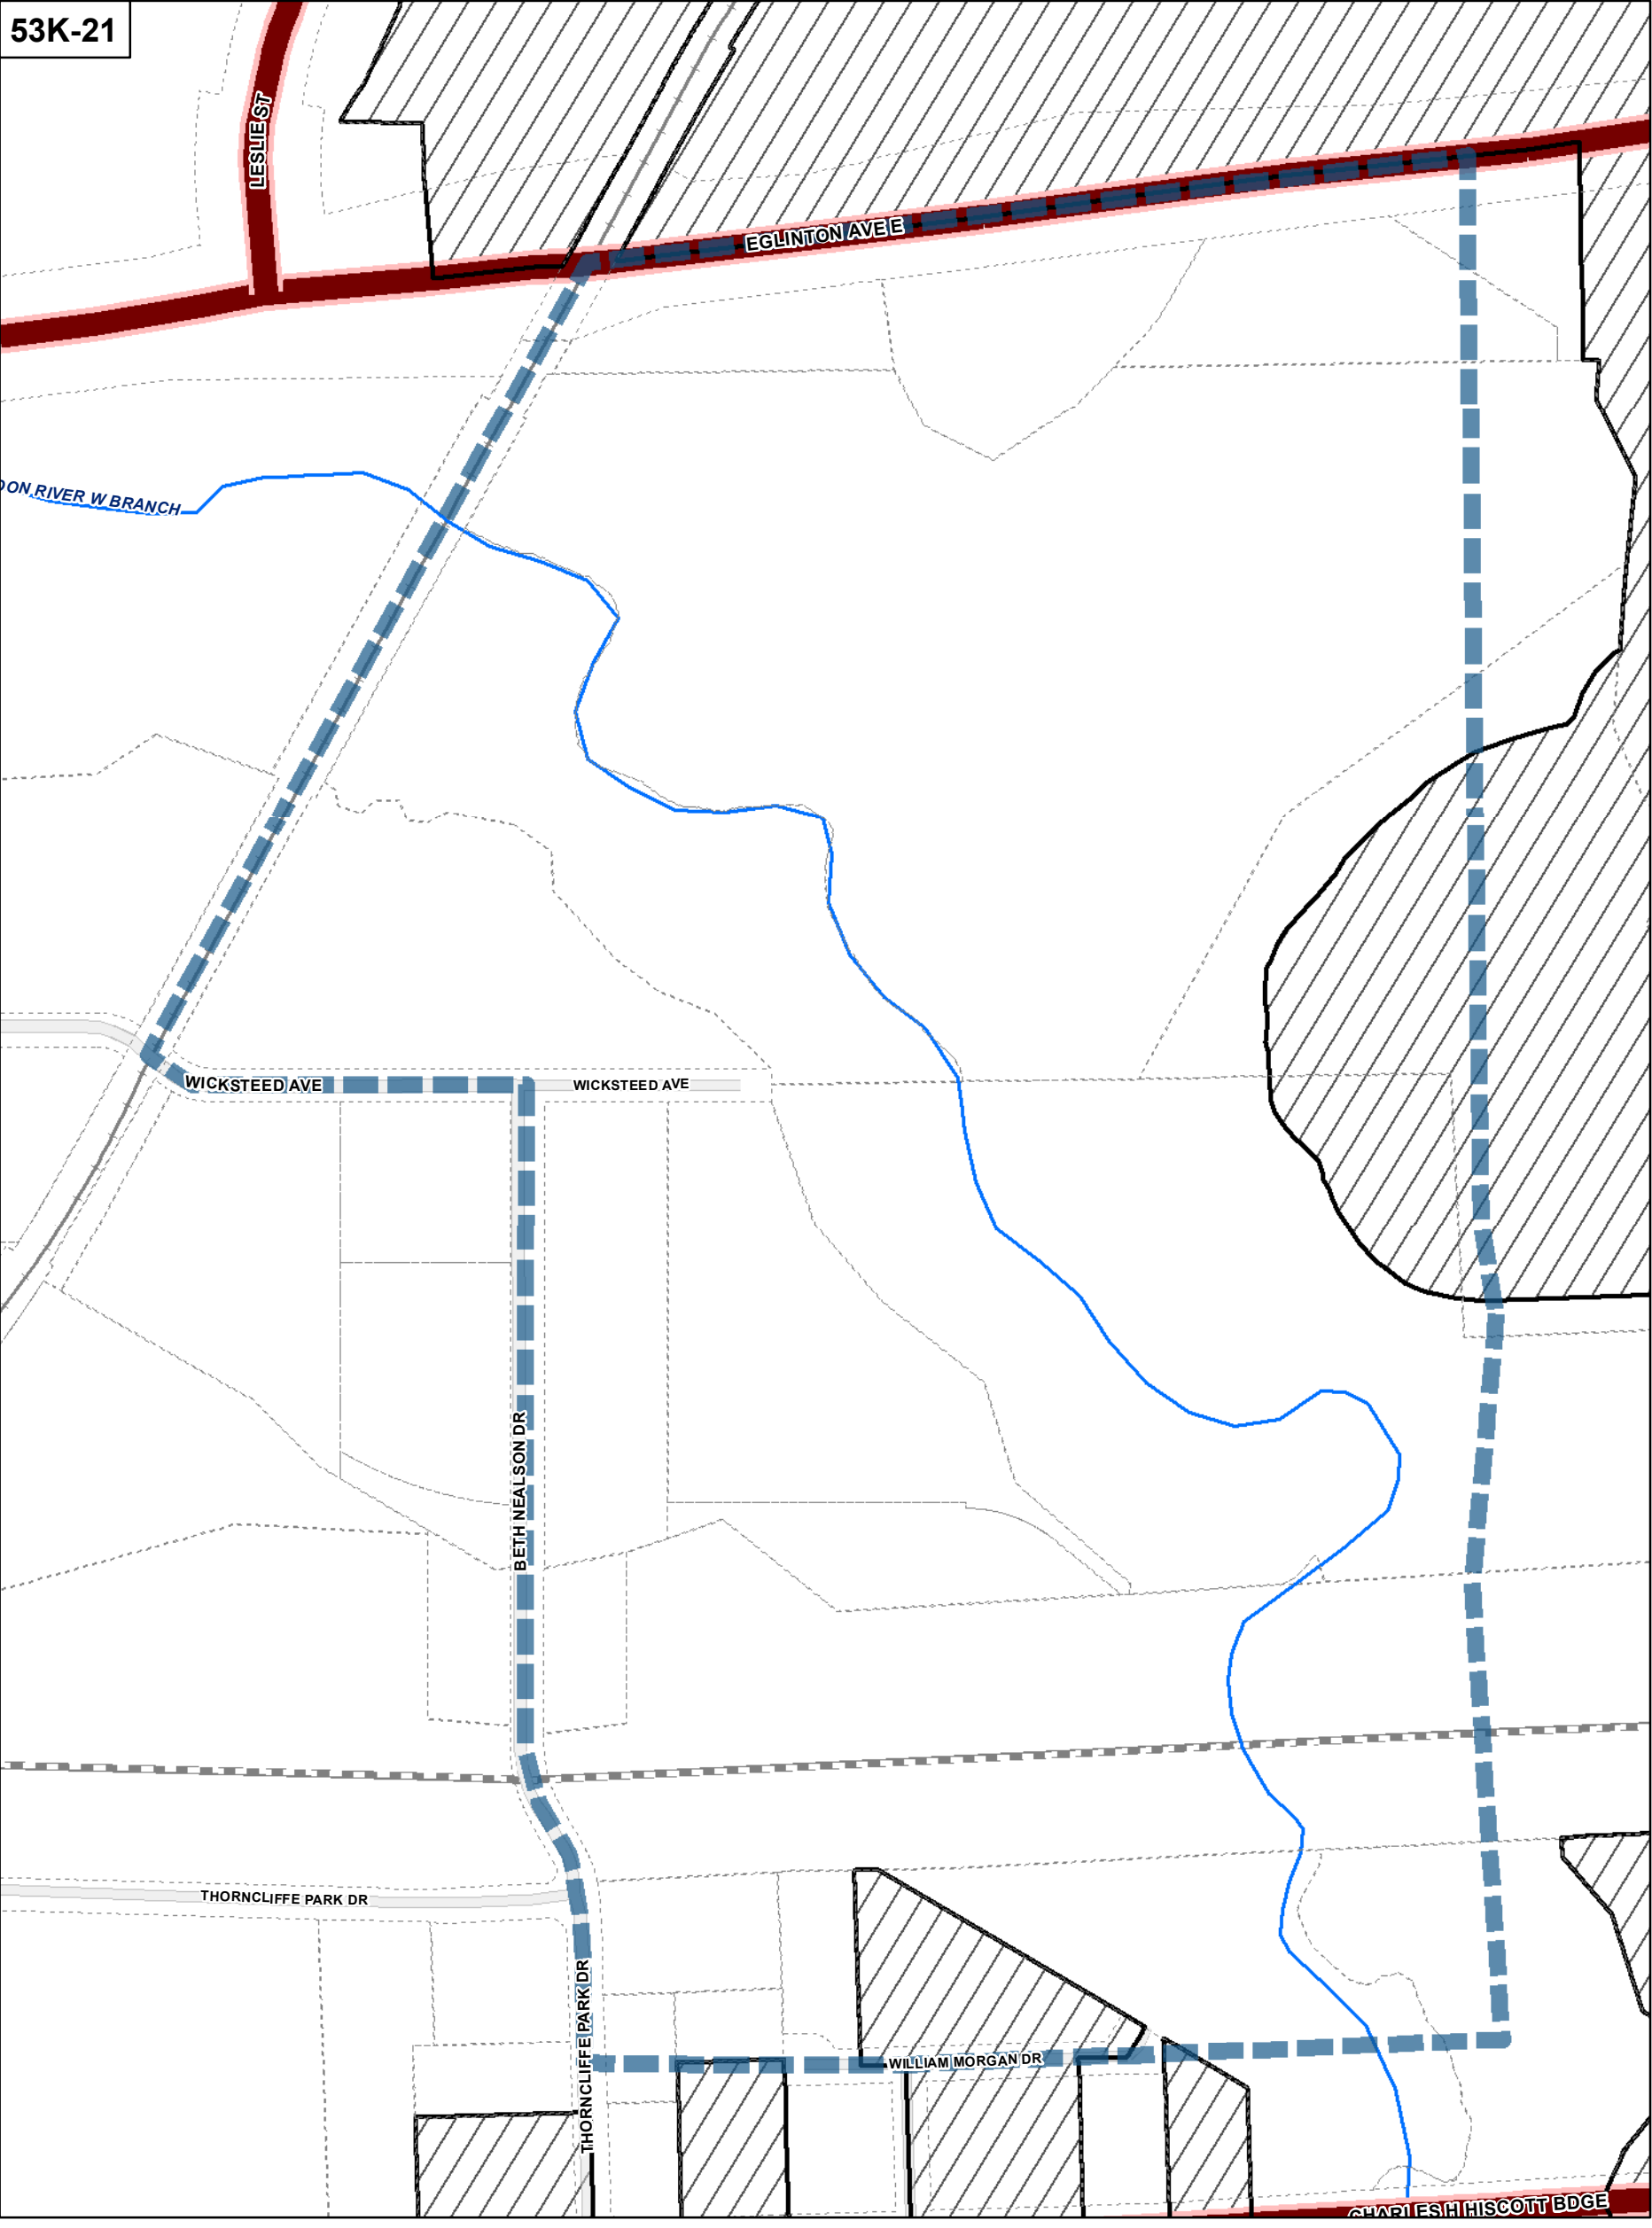 53K-21
LESLIE ST
EGLINTON AVE E
DON RIVER W BRANCH
WICKSTEED AVE
WICKSTEED AVE
BETH NEALSON DR
THORNCLIFFE PARK DR
THORNCLIFFE PARK DR
WILLIAM MORGAN DR
CHARLES H HISCOTT BDGE